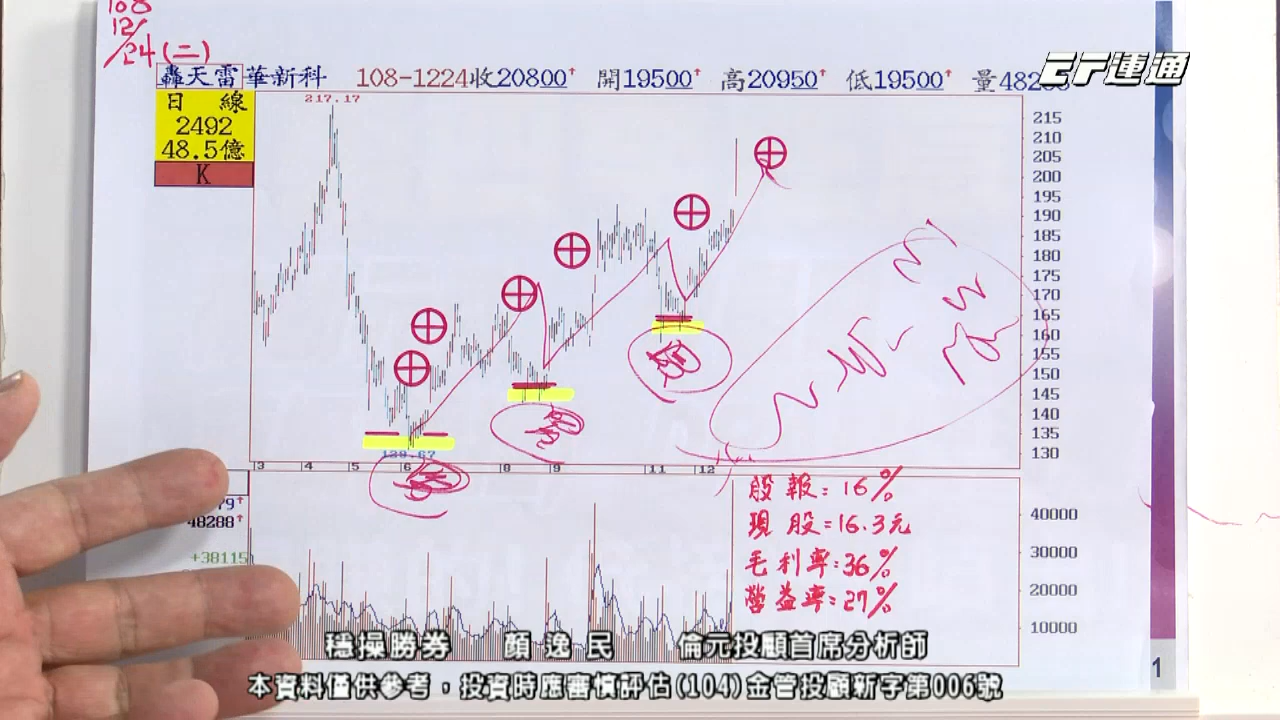 108
12/
24(二)
轟天雷華新科 108-1224收20800↑ 開19500↑ 高20950↑ 低19500↑ 量48288
EF運通
日 線
2492
48.5億
K
217.17
215
210
205
200
195
190
185
180
175
170
165
160
155
150
145
140
135
130
3 4 5 6 8 9 11 12
48288↑
+38115
股報:16%
現股=16.3元
毛利率:36%
營益率:27%
40000
30000
20000
10000
1
穩操勝券 顏逸民 倫元投顧首席分析師
本資料僅供參考，投資時應審慎評估(104)金管投顧新字第006號